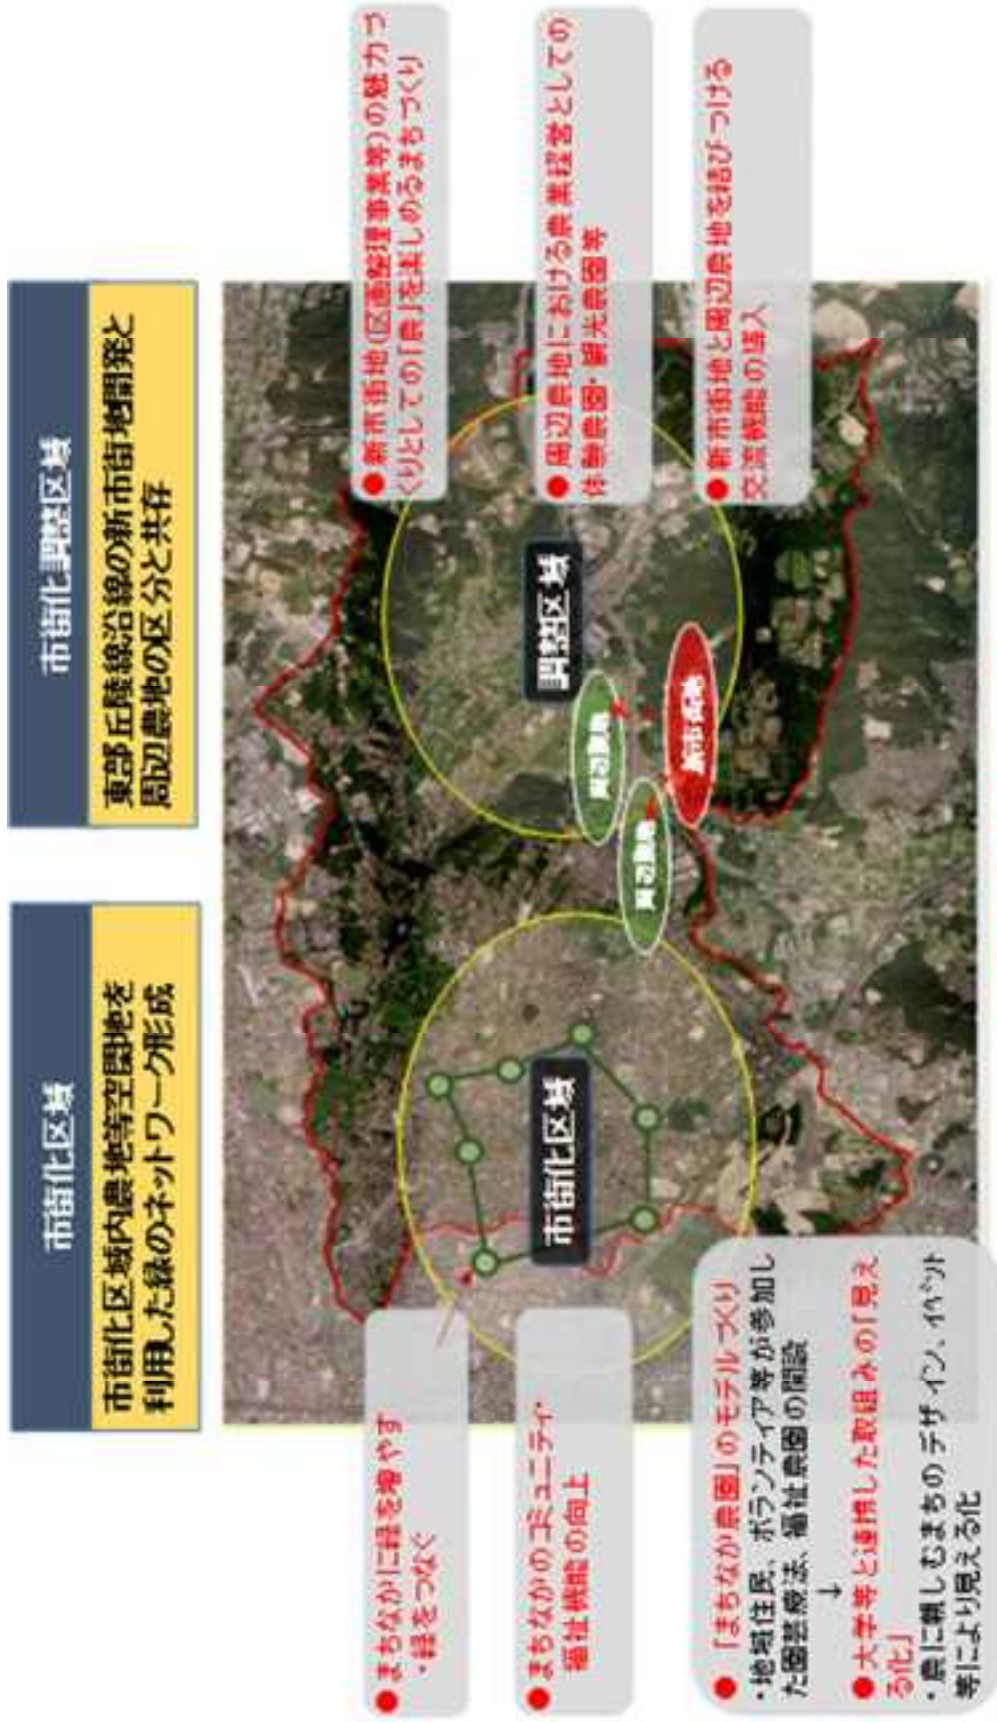 市街化区域
市街化区域内農地等空閑地を
利用した緑のネットワーク形成
市街化調整区域
東部丘陵線沿線の新市街地開発と
周辺農地の区分と共存
● まちなかに緑を増やす
・緑をつなぐ
● まちなかのコミュニティ・
福祉機能の向上
● 「まちなか農園」のモデルづくり
・地域住民、ボランティア等が参加し
た園芸療法、福祉農園の開設
↓
● 大学等と連携した取組みの「見え
る化」
・農に親しむまちのデザイン、イベント
等により見える化
市街化区域
調整区域
周辺農地
周辺農地
新市街地
● 新市街地(区画整理事業等)の魅力づ
くりとしての「農」を楽しめるまちづくり
● 周辺農地における農業経営としての
体験農園・観光農園等
● 新市街地と周辺農地を結びつける
交流機能の導入